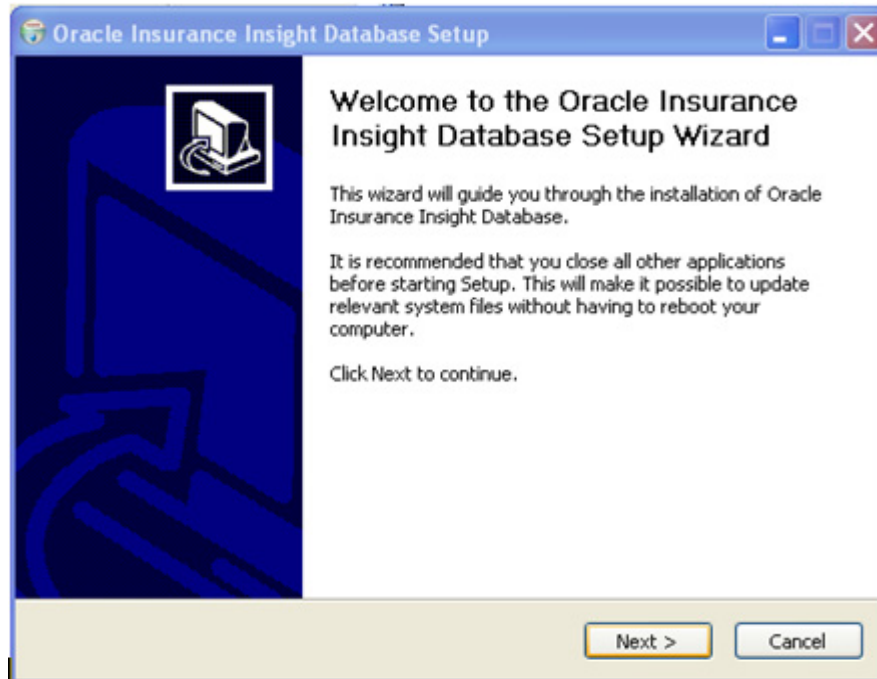 Oracle Insurance Insight Database Setup
Welcome to the Oracle Insurance
Insight Database Setup Wizard
This wizard will guide you through the installation of Oracle
Insurance Insight Database.
It is recommended that you close all other applications
before starting Setup. This will make it possible to update
relevant system files without having to reboot your
computer.
Click Next to continue.
Next >
Cancel